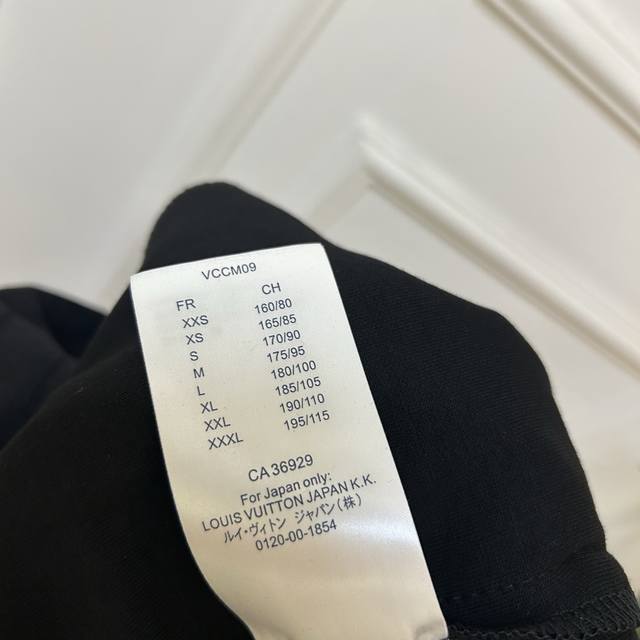 VCCM09
FR CH
XXS 160/80
XS 165/85
S 170/90
M 175/95
L 180/100
XL 185/105
XXL 190/110
XXXL 195/115
CA 36929
For Japan only:
LOUIS VUITTON JAPAN K.K.
ルイ・ヴィトン ジャパン(株)
0120-00-1854